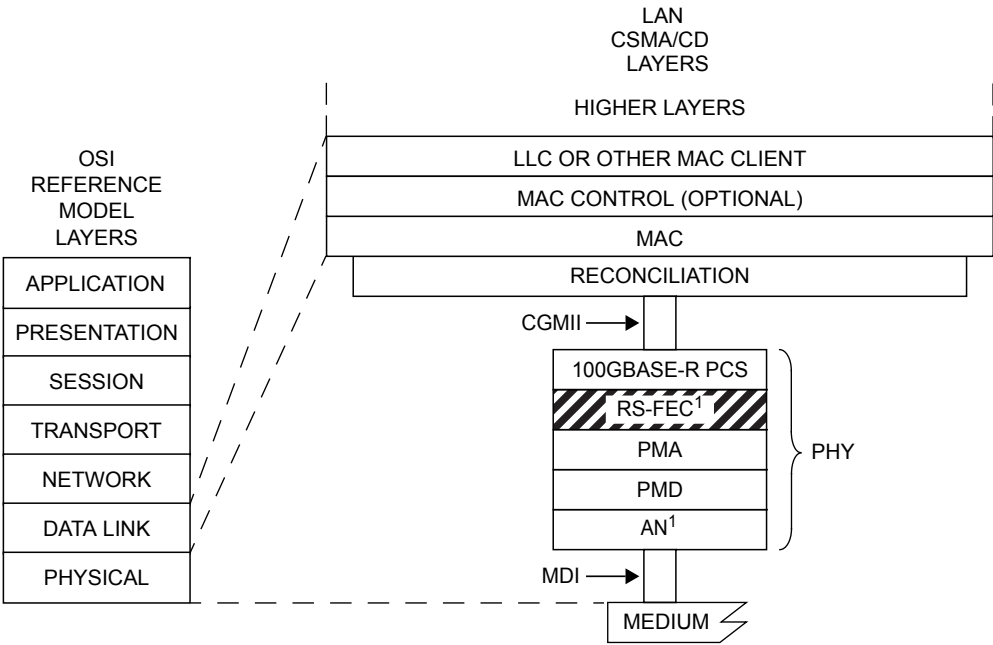 LAN
CSMA/CD
LAYERS
HIGHER LAYERS
LLC OR OTHER MAC CLIENT
MAC CONTROL (OPTIONAL)
MAC
RECONCILIATION
OSI
REFERENCE
MODEL
LAYERS
APPLICATION
PRESENTATION
SESSION
TRANSPORT
NETWORK
DATA LINK
PHYSICAL
CGMII
100GBASE-R PCS
RS-FEC¹
PMA
PMD
AN¹
PHY
MDI
MEDIUM